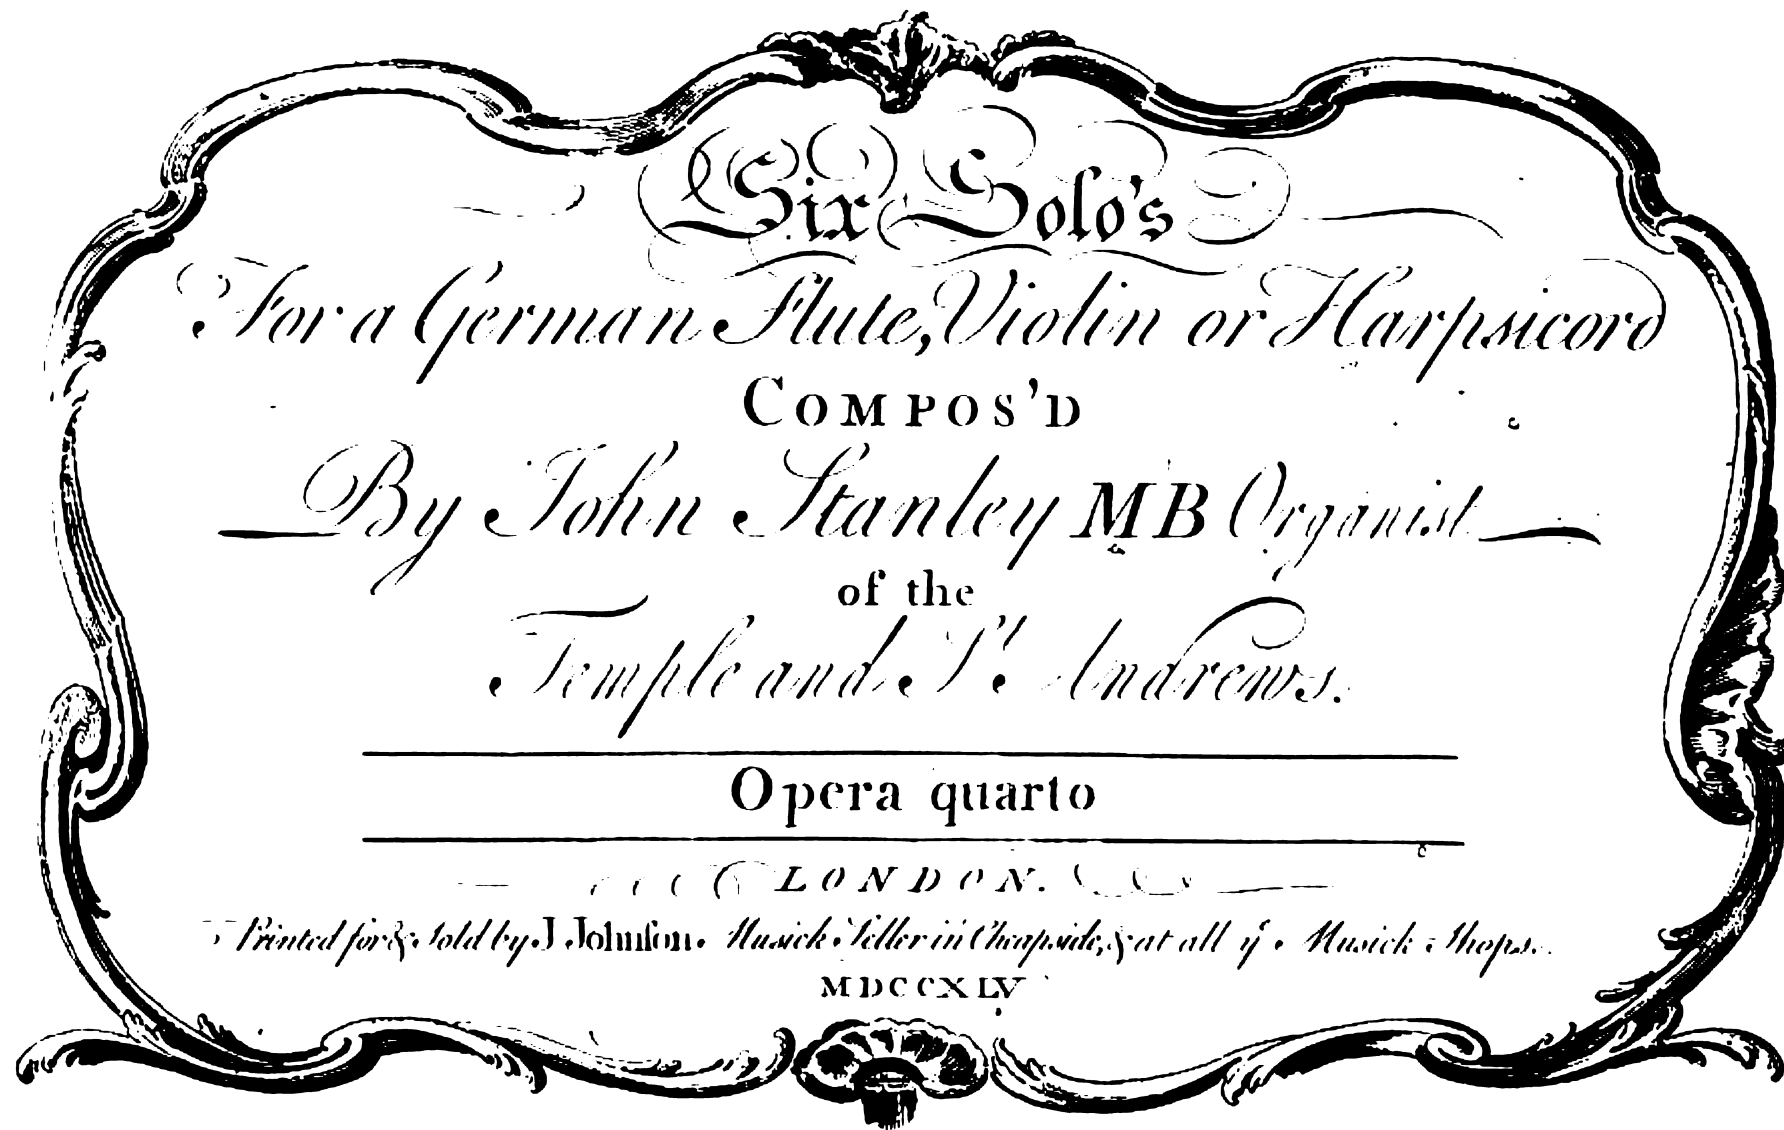 Six Solo's
For a German Flute, Violin or Harpsicord
COMPOS'D
By John Stanley MB Organist
of the
Temple and St Andrews.
Opera quarto
LONDON.
Printed for & Sold by J Johnſon. Musick Seller in Cheapside, & at all ye Musick Shops.
MDCCXLV